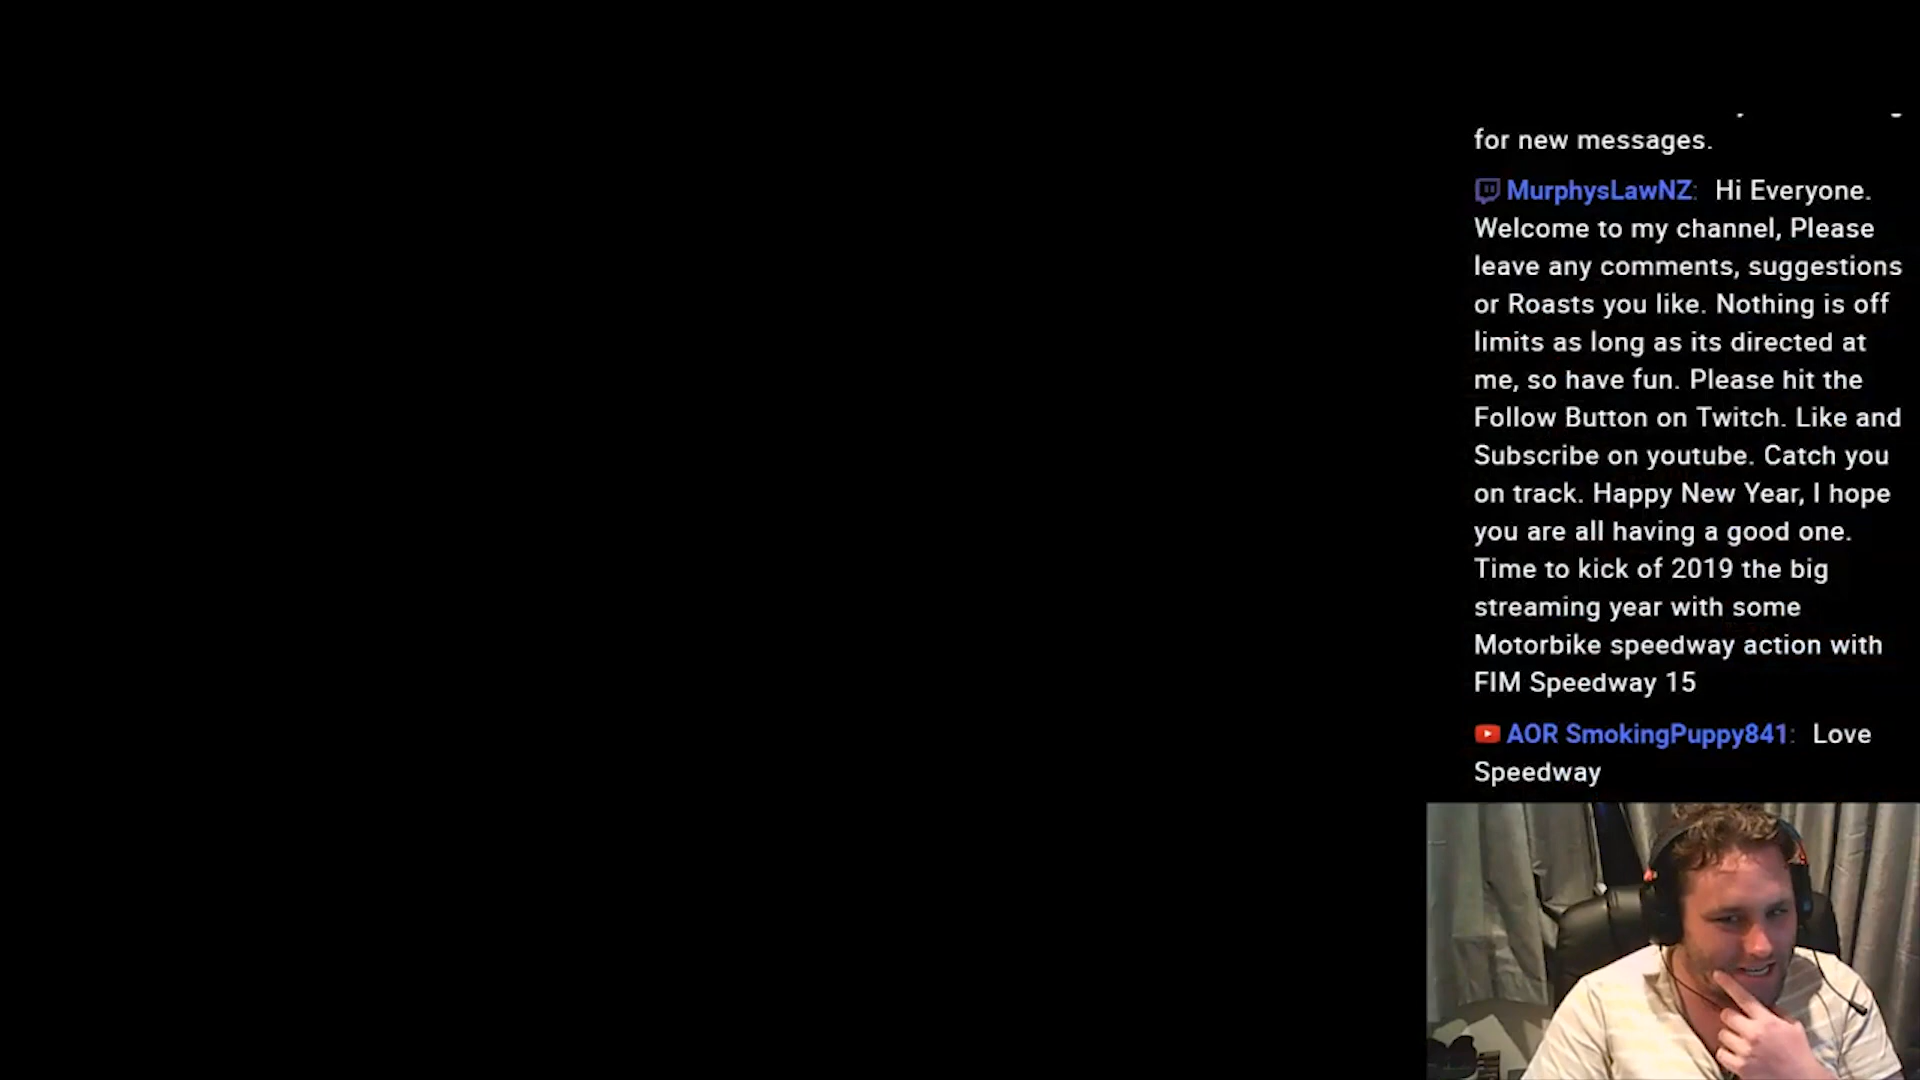 for new messages.
MurphysLawNZ: Hi Everyone.
Welcome to my channel, Please
leave any comments, suggestions
or Roasts you like. Nothing is off
limits as long as its directed at
me, so have fun. Please hit the
Follow Button on Twitch. Like and
Subscribe on youtube. Catch you
on track. Happy New Year, I hope
you are all having a good one.
Time to kick of 2019 the big
streaming year with some
Motorbike speedway action with
FIM Speedway 15
AOR SmokingPuppy841: Love
Speedway